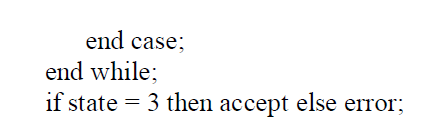 end case;
end while;
if state = 3 then accept else error;